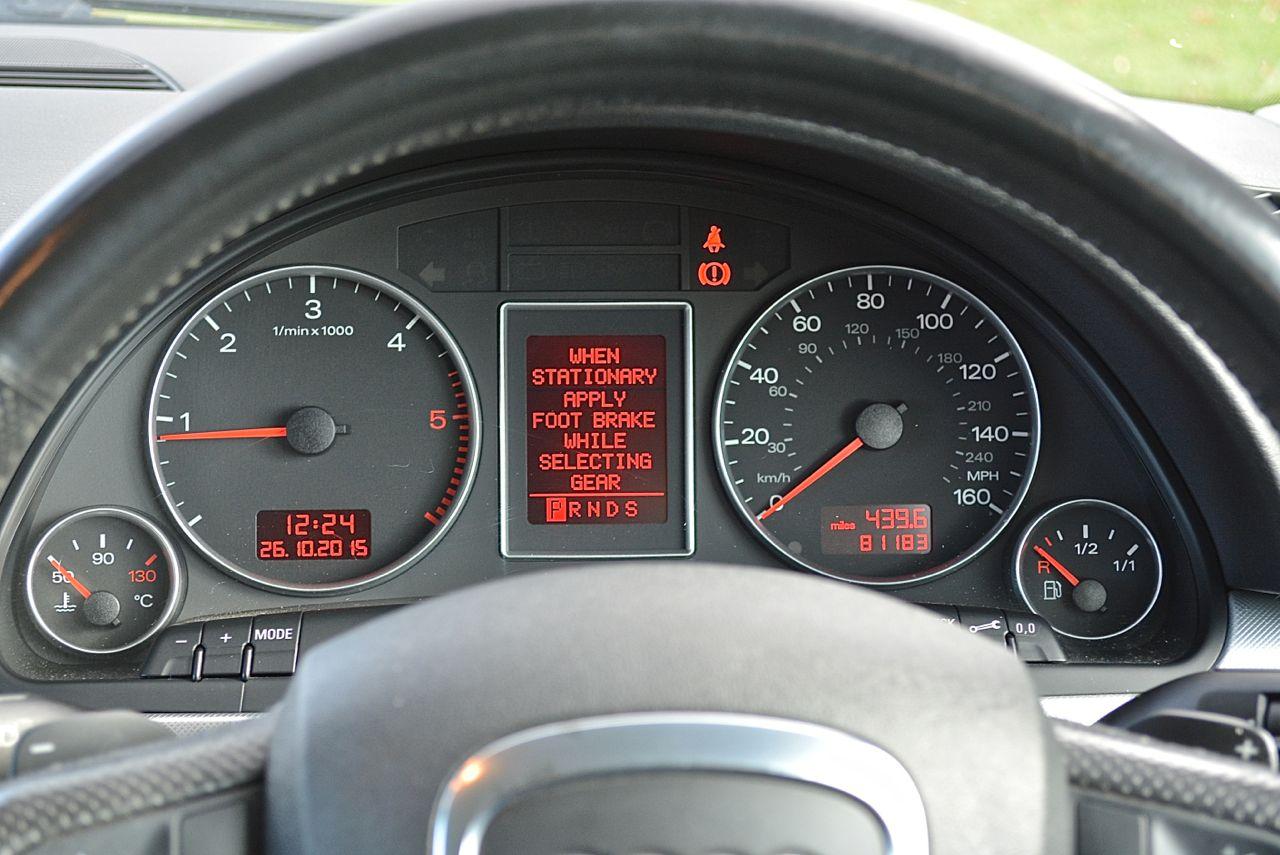 1
2
3
4
5
1/min x 1000
12:24
26.10.2015
50
90
130
°C
- + MODE
WHEN
STATIONARY
APPLY
FOOT BRAKE
WHILE
SELECTING
GEAR
PRNDS
0
20
40
60
80
100
120
140
160
MPH
30
60
90
120
150
180
210
240
km/h
miles 439.6
81183
R
1/2
1/1
0,0
-
+